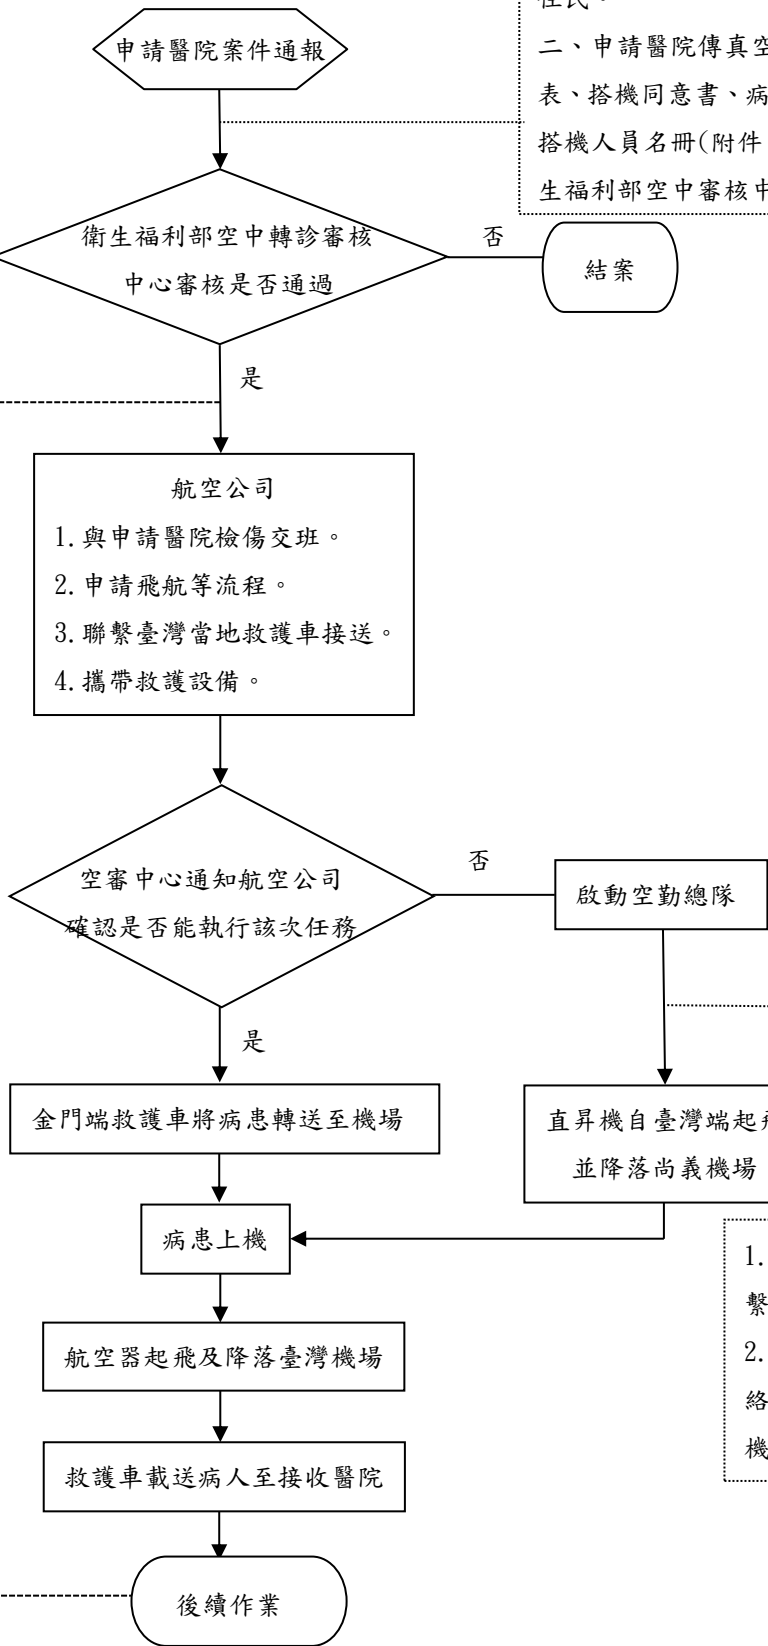 申請醫院案件通報
住民。
二、申請醫院傳真空
表、搭機同意書、病
搭機人員名冊(附件
生福利部空中審核中
衛生福利部空中轉診審核
中心審核是否通過
否
結案
是
航空公司
1.與申請醫院檢傷交班。
2.申請飛航等流程。
3.聯繫臺灣當地救護車接送。
4.攜帶救護設備。
空審中心通知航空公司
確認是否能執行該次任務
否
啟動空勤總隊
是
金門端救護車將病患轉送至機場
直昇機自臺灣端起飛
並降落尚義機場
病患上機
1.
繫
2.
絡
機
航空器起飛及降落臺灣機場
救護車載送病人至接收醫院
後續作業